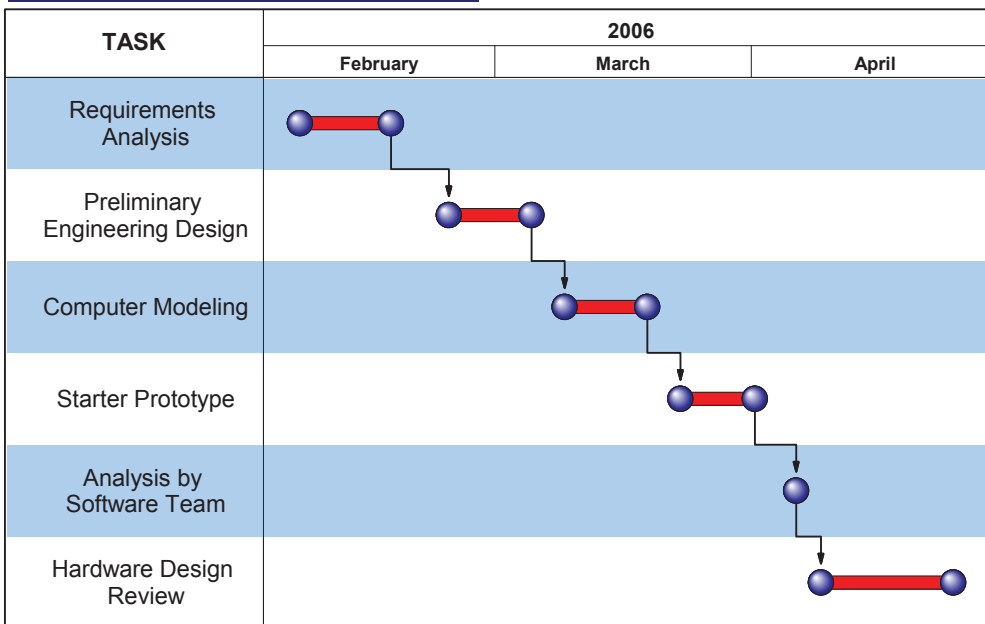 TASK
2006
February
March
April
Requirements
Analysis
Preliminary
Engineering Design
Computer Modeling
Starter Prototype
Analysis by
Software Team
Hardware Design
Review